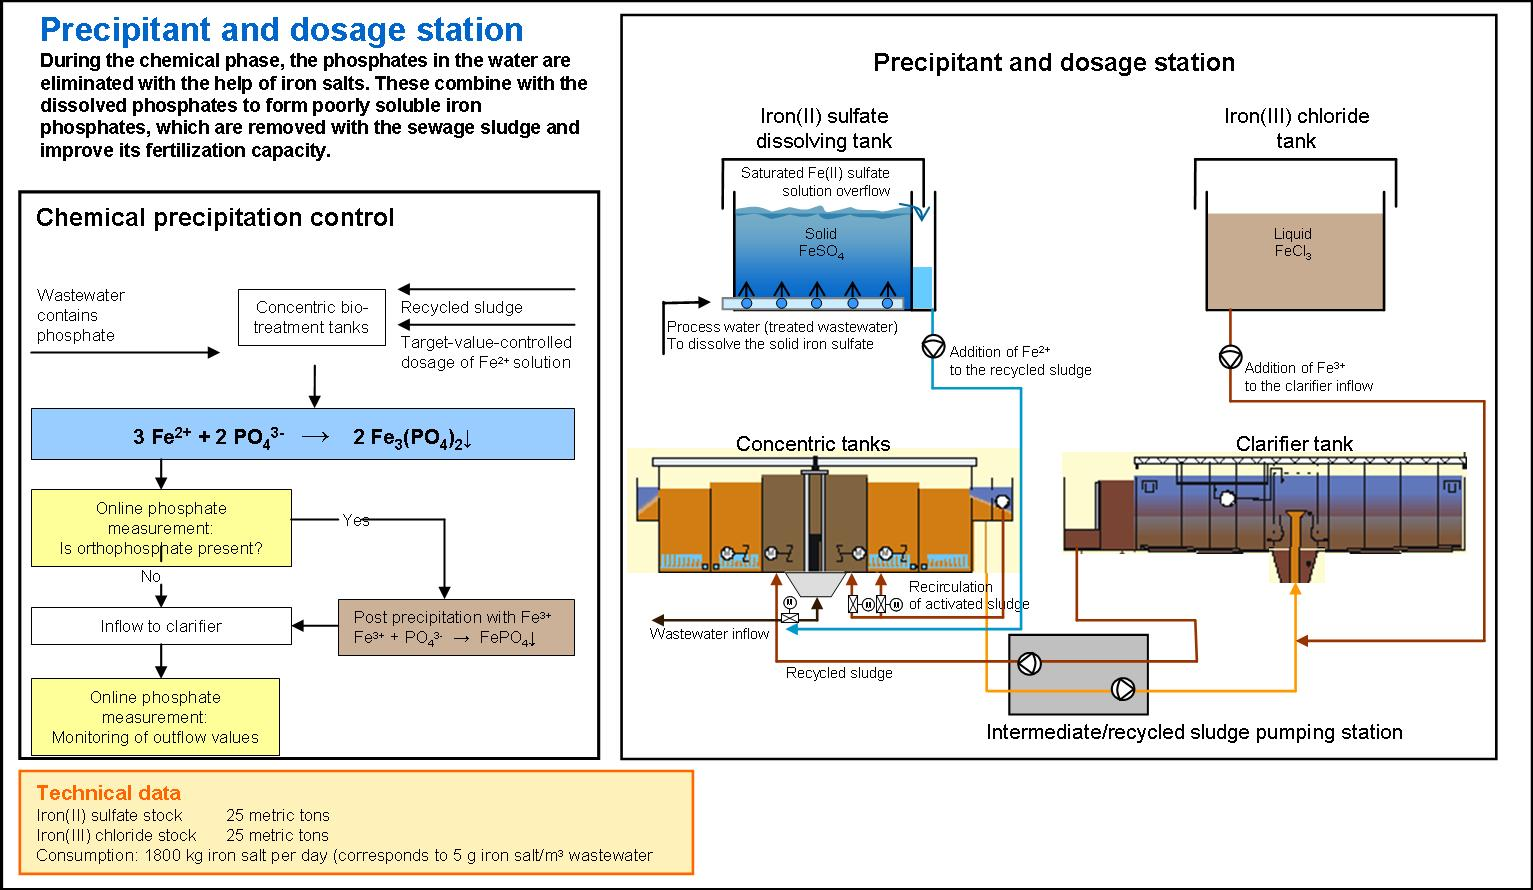 Precipitant and dosage station
During the chemical phase, the phosphates in the water are
eliminated with the help of iron salts. These combine with the
dissolved phosphates to form poorly soluble iron
phosphates, which are removed with the sewage sludge and
improve its fertilization capacity.
Chemical precipitation control
Wastewater
contains
phosphate
Concentric bio-
treatment tanks
Recycled sludge
Target-value-controlled
dosage of Fe²⁺ solution
3 Fe²⁺ + 2 PO₄³⁻ → 2 Fe₃(PO₄)₂↓
Online phosphate
measurement:
Is orthophosphate present?
Yes
No
Inflow to clarifier
Post precipitation with Fe³⁺
Fe³⁺ + PO₄³⁻ → FePO₄↓
Online phosphate
measurement:
Monitoring of outflow values
Technical data
Iron(II) sulfate stock 25 metric tons
Iron(III) chloride stock 25 metric tons
Consumption: 1800 kg iron salt per day (corresponds to 5 g iron salt/m³ wastewater
Precipitant and dosage station
Iron(II) sulfate
dissolving tank
Saturated Fe(II) sulfate
solution overflow
Solid
FeSO₄
Process water (treated wastewater)
To dissolve the solid iron sulfate
Addition of Fe²⁺
to the recycled sludge
Iron(III) chloride
tank
Liquid
FeCl₃
Addition of Fe³⁺
to the clarifier inflow
Concentric tanks
M
M
M
M
Clarifier tank
Recirculation
of activated sludge
M
M
M
Wastewater inflow
Recycled sludge
Intermediate/recycled sludge pumping station